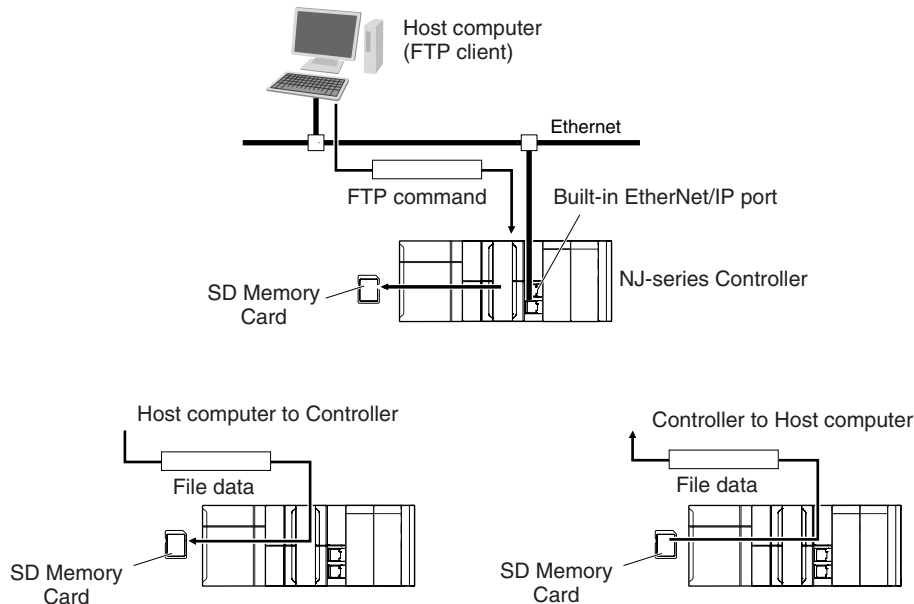 Host computer
(FTP client)
Ethernet
FTP command
Built-in EtherNet/IP port
SD Memory
Card
NJ-series Controller
Host computer to Controller
File data
SD Memory
Card
Controller to Host computer
File data
SD Memory
Card